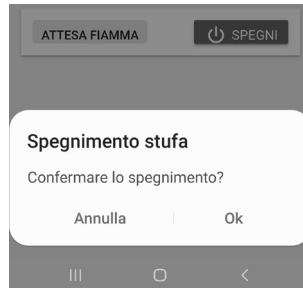 ATTESA FIAMMA SPEGNI
Spegnimento stufa
Confermare lo spegnimento?
Annulla Ok